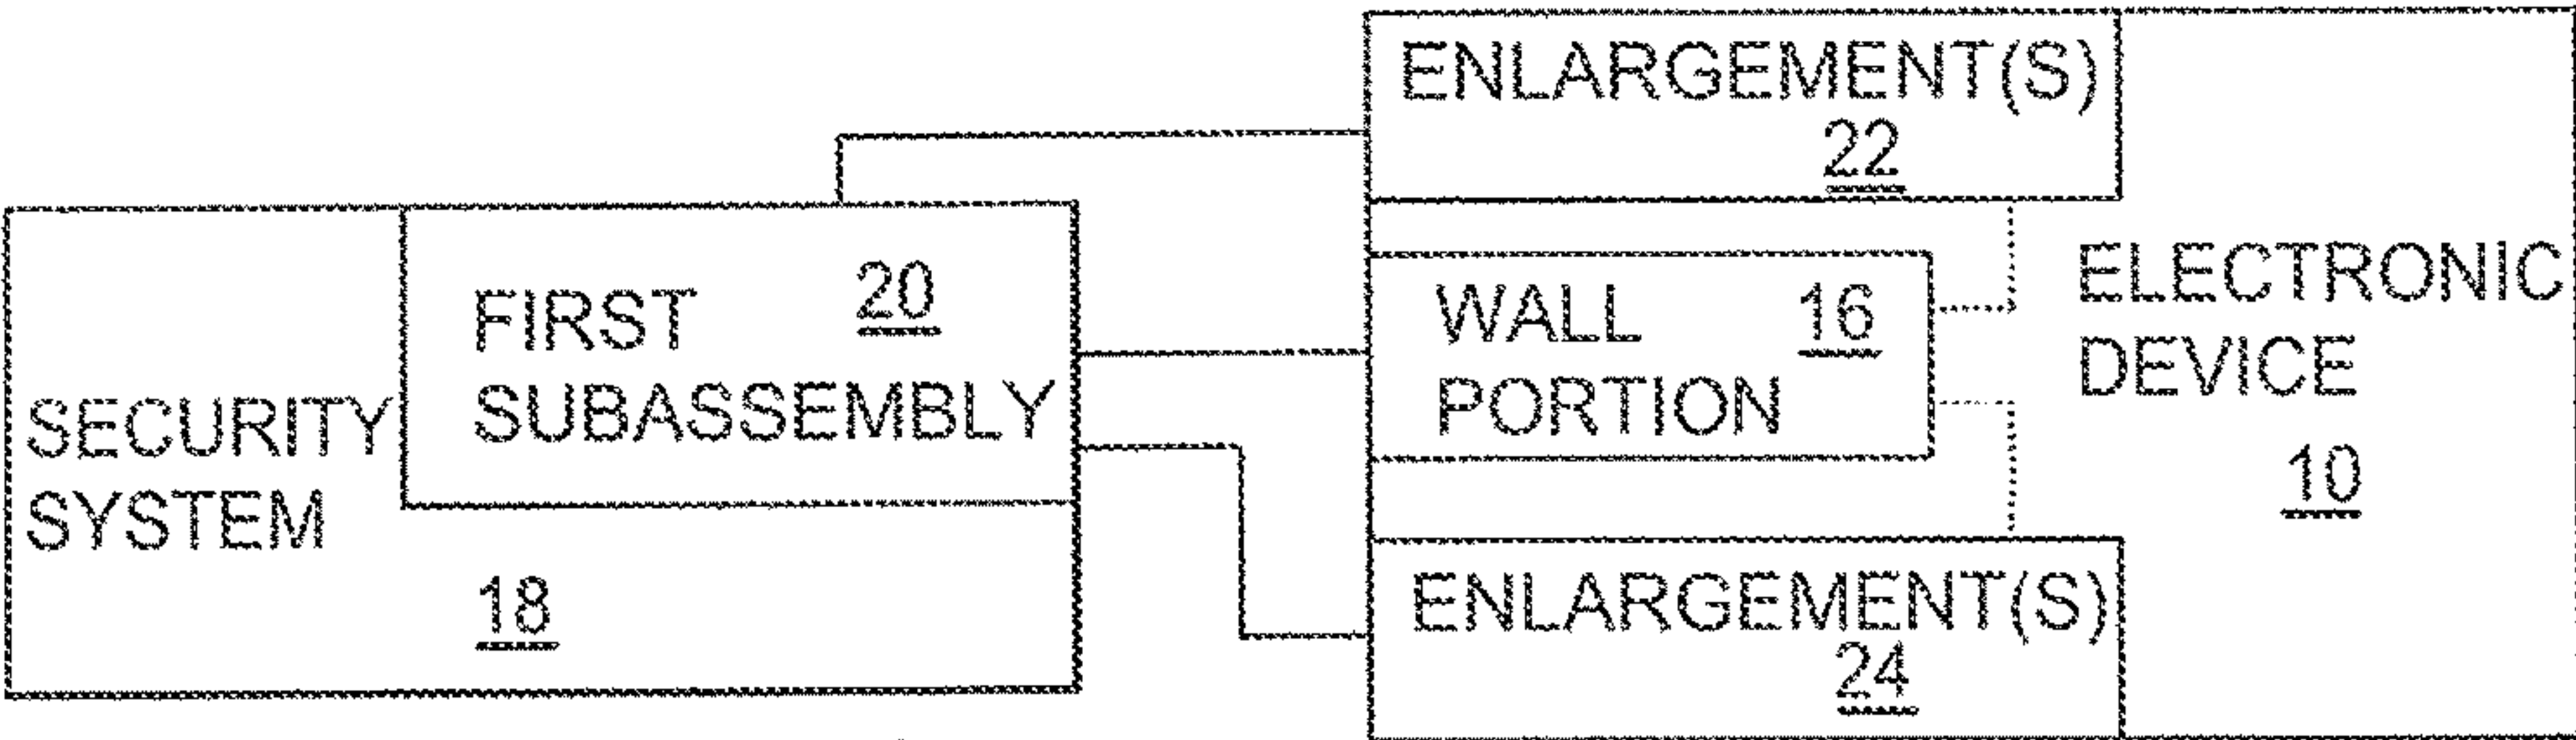 SECURITY
SYSTEM
18
20
FIRST
SUBASSEMBLY
ENLARGEMENT(S)
22
WALL 16
PORTION
ENLARGEMENT(S)
24
ELECTRONIC
DEVICE
10